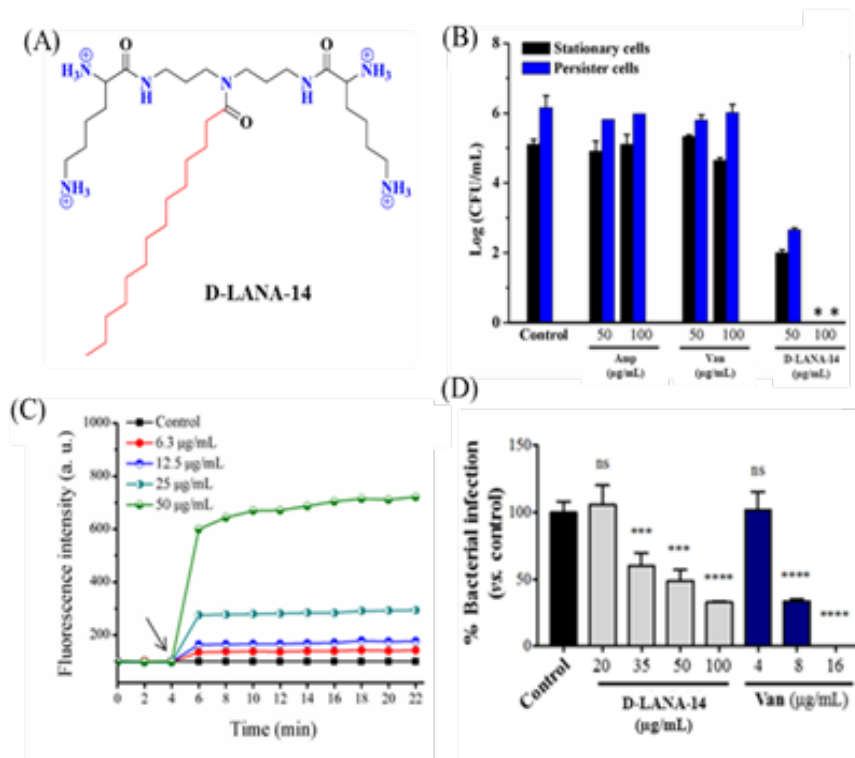 (A)
O
O
⊕
H3N
N
H
N
N
H
NH3
⊕
O
NH3
⊕
NH3
⊕
D-LANA-14
(B)
Stationary cells
Persister cells
Log (CFU/mL)
8
6
4
2
0
* *
Control
50 100
50 100
50 100
Amp
(µg/mL)
Van
(µg/mL)
D-LANA-14
(µg/mL)
(C)
Fluorescence intensity (a. u.)
1000
800
600
400
200
Control
6.3 µg/mL
12.5 µg/mL
25 µg/mL
50 µg/mL
0 2 4 6 8 10 12 14 16 18 20 22
Time (min)
(D)
% Bacterial infection
(vs. control)
150
100
50
0
ns
***
***
****
ns
****
****
Control
20 35 50 100
4 8 16
D-LANA-14
(µg/mL)
Van (µg/mL)